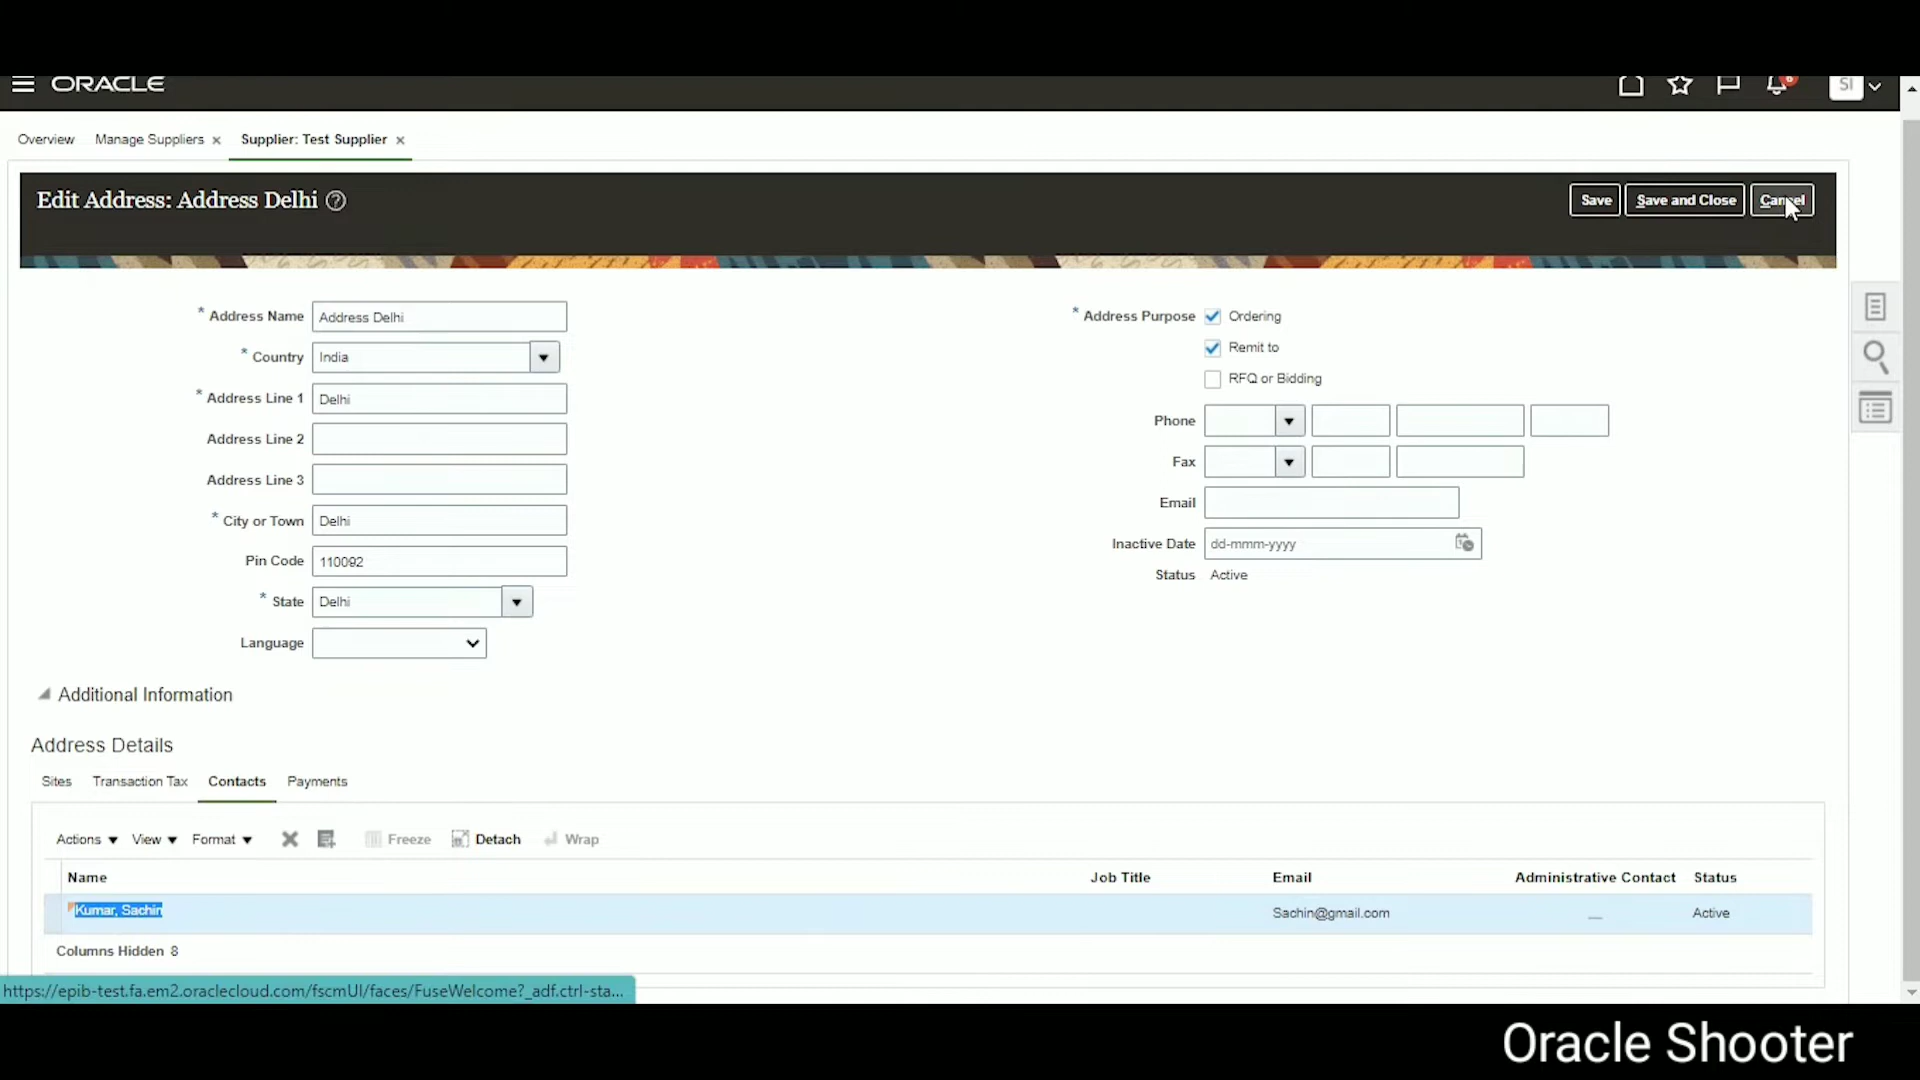 ORACLE
6
SI
Overview Manage Suppliers × Supplier: Test Supplier ×
Edit Address: Address Delhi ?
Save Save and Close Cancel
* Address Name Address Delhi
* Country India
* Address Line 1 Delhi
Address Line 2
Address Line 3
* City or Town Delhi
Pin Code 110092
* State Delhi
Language
* Address Purpose Ordering
Remit to
RFQ or Bidding
Phone
Fax
Email
Inactive Date dd-mmm-yyyy
Status Active
Additional Information
Address Details
Sites Transaction Tax Contacts Payments
Actions View Format Freeze Detach Wrap
Name Job Title Email Administrative Contact Status
Kumar, Sachin Sachin@gmail.com Active
Columns Hidden 8
https://epib-test.fa.em2.oraclecloud.com/fscmUI/faces/FuseWelcome?_adf.ctrl-sta...
Oracle Shooter